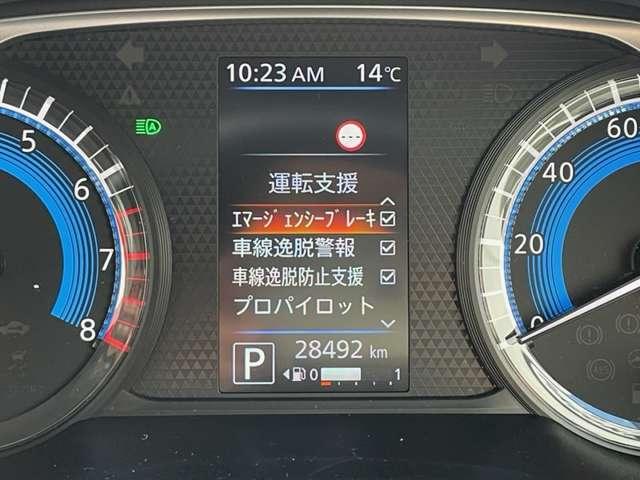 10:23 AM 14℃
運転支援
ｴﾏｰｼﾞｪﾝｼｰﾌﾞﾚｰｷ
車線逸脱警報
車線逸脱防止支援
プロパイロット
P 28492 km
0 1
A
5
6
7
8
60
40
20
0
ABS